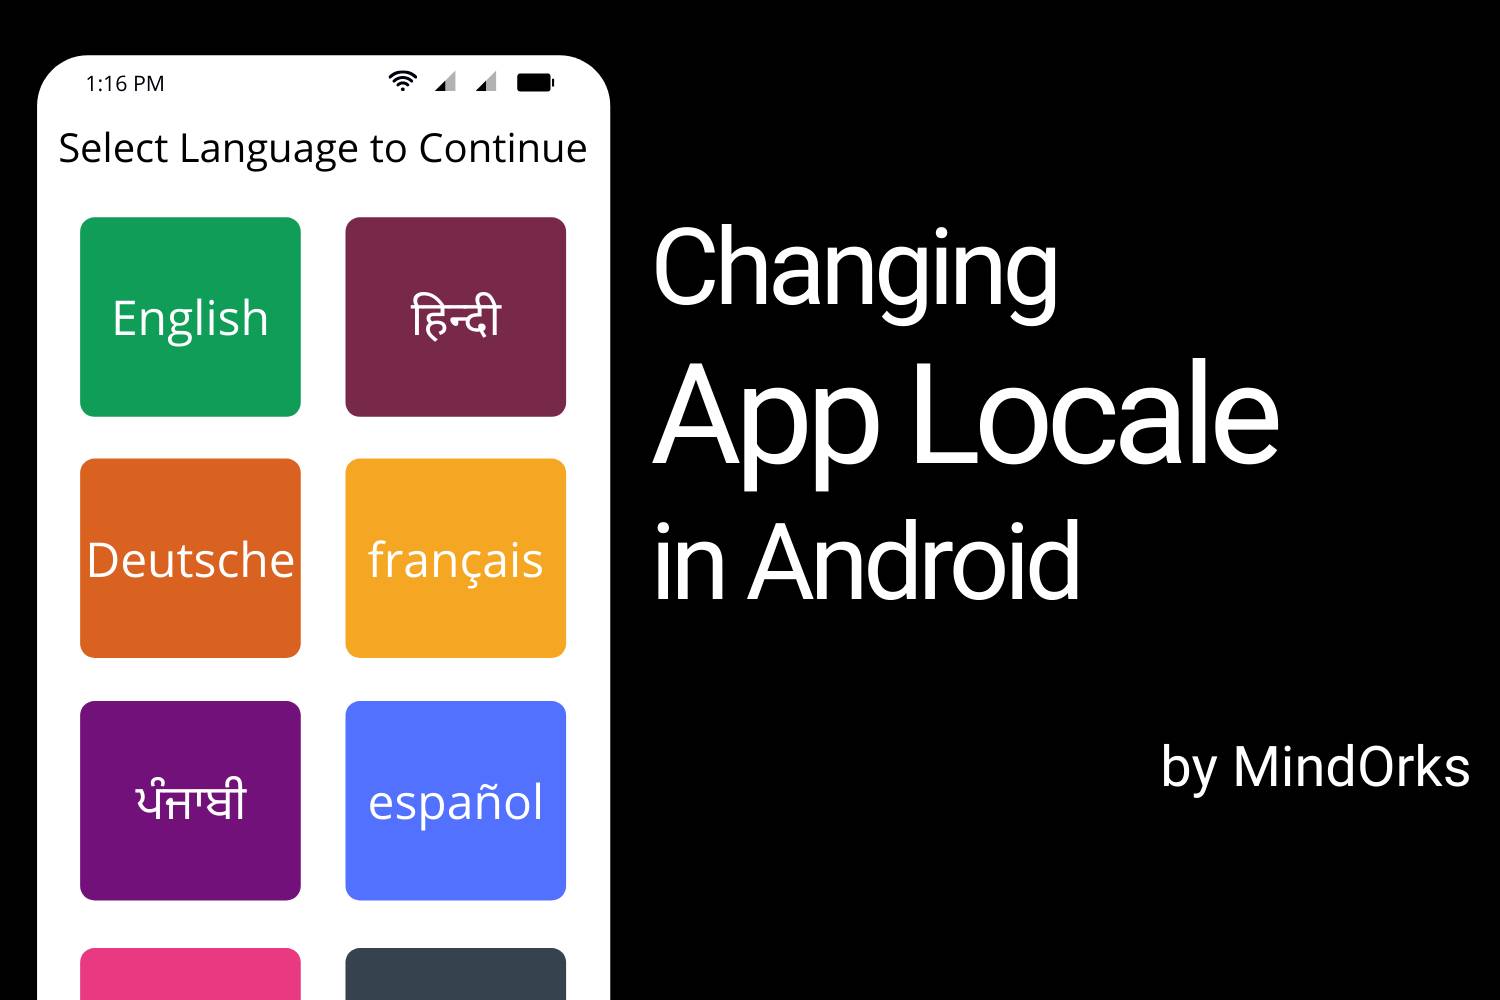 1:16 PM
Select Language to Continue
English
हिन्दी
Deutsche
français
ਪੰਜਾਬੀ
español
Changing
App Locale
in Android
by MindOrks